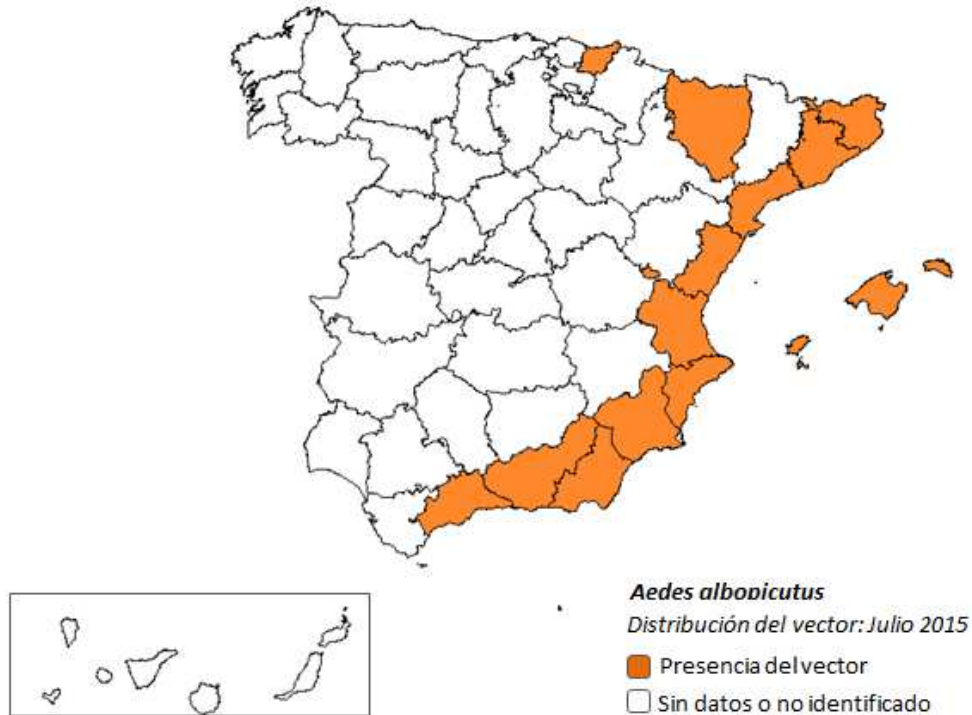 Aedes albopicutus
Distribución del vector: Julio 2015
Presencia del vector
Sin datos o no identificado